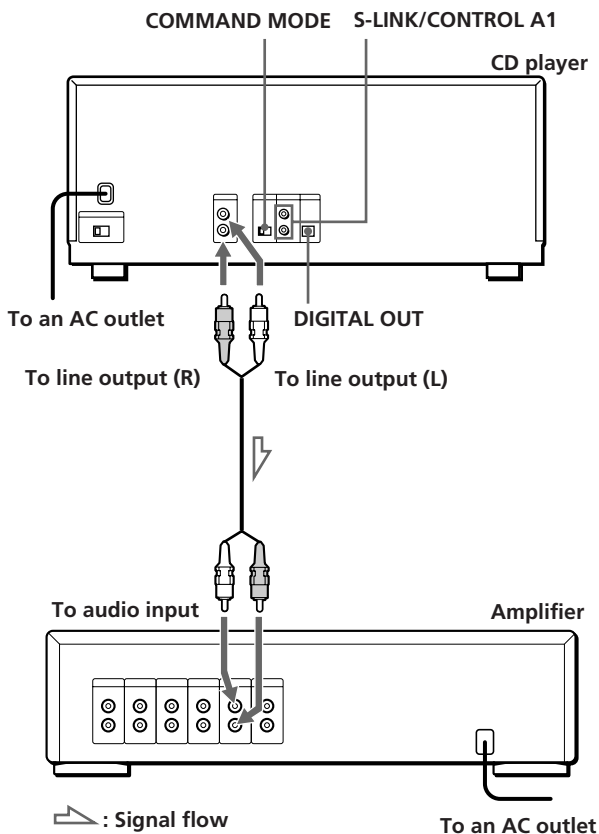 COMMAND MODE
S-LINK/CONTROL A1
CD player
To an AC outlet
DIGITAL OUT
To line output (R)
To line output (L)
To audio input
Amplifier
: Signal flow
To an AC outlet